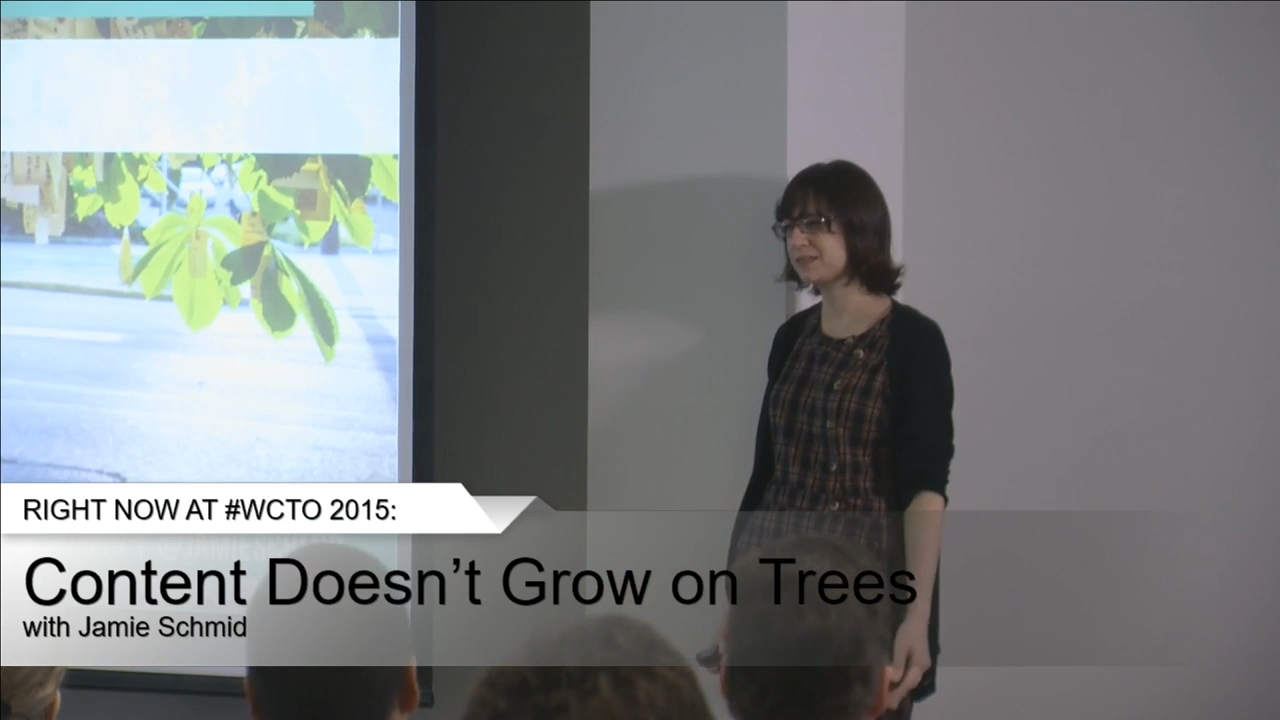 RIGHT NOW AT #WCTO 2015:
Content Doesn’t Grow on Trees
with Jamie Schmid